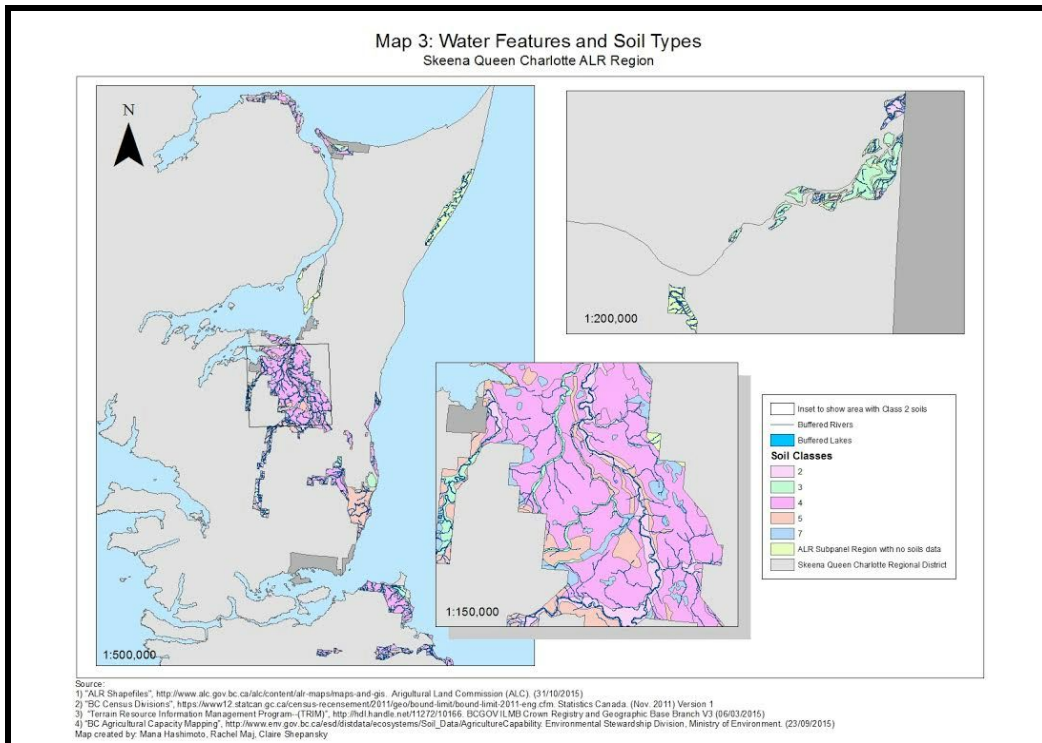 Map 3: Water Features and Soil Types
Skeena Queen Charlotte ALR Region
N
1:500,000
1:200,000
1:150,000
Inset to show area with Class 2 soils
Buffered Rivers
Buffered Lakes
Soil Classes
2
3
4
5
7
ALR Subpanel Region with no soils data
Skeena Queen Charlotte Regional District
Source:
1) "ALR Shapefiles", http://www.alc.gov.bc.ca/alc/content/alr-maps/maps-and-gis. Arigultural Land Commission (ALC). (31/10/2015)
2) "BC Census Divisions", https://www12.statcan.gc.ca/census-recensement/2011/geo/bound-limit/bound-limit-2011-eng.cfm. Statistics Canada. (Nov. 2011) Version 1
3) "Terrain Resource Information Management Program--(TRIM)", http://hdl.handle.net/11272/10166. BCGOV ILMB Crown Registry and Geographic Base Branch V3 (06/03/2015)
4) "BC Agricultural Capacity Mapping", http://www.env.gov.bc.ca/esd/distdata/ecosystems/Soil_Data/AgricultureCapability. Environmental Stewardship Division, Ministry of Environment. (23/09/2015)
Map created by: Mana Hashimoto, Rachel Maj, Claire Shepansky